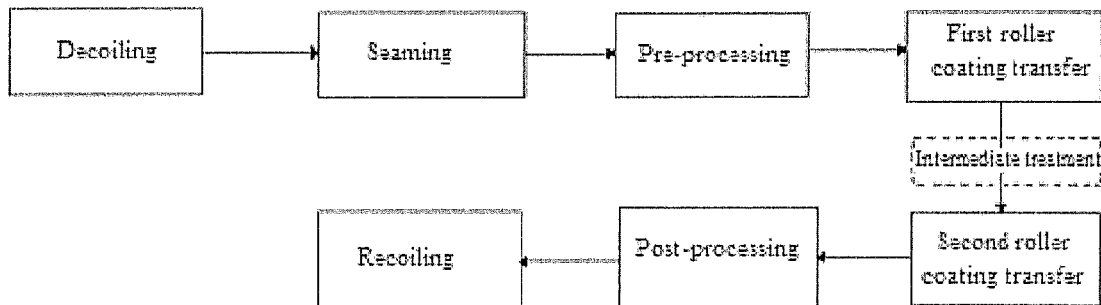 Decoiling
Seaming
Pre-processing
First roller
coating transfer
Intermediate treatment
Second roller
coating transfer
Post-processing
Recoiling